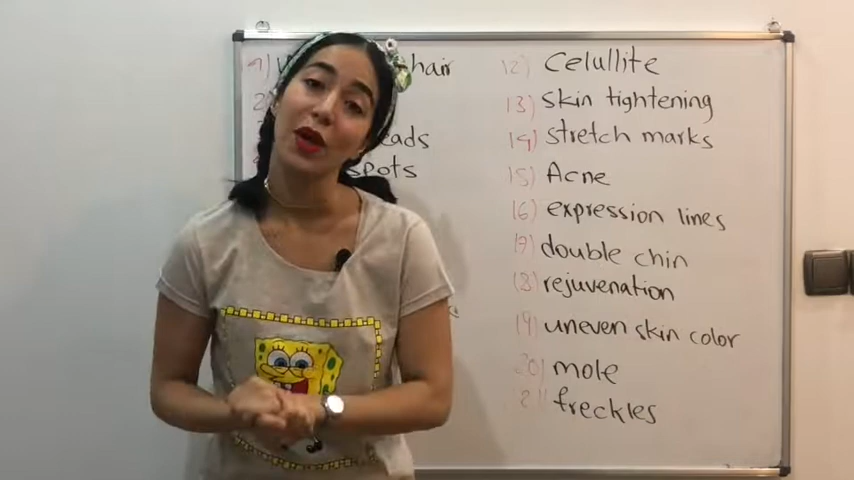 hair
spots
12) celullite
13) skin tightening
14) stretch marks
15) Acne
16) expression lines
17) double chin
18) rejuvenation
19) uneven skin color
20) mole
21) freckles